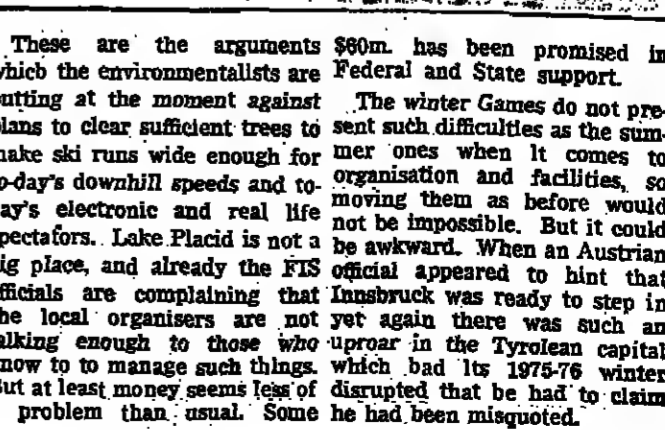 These are the arguments
which the environmentalists are
putting at the moment against
plans to clear sufficient trees to
make ski runs wide enough for
to-day's downhill speeds and to-
day's electronic and real life
spectators. Lake Placid is not a
big place, and already the FIS
officials are complaining that
the local organisers are not
talking enough to those who
know to to manage such things.
But at least money seems less of
problem than usual. Some
$60m. has been promised in
Federal and State support.
The winter Games do not pre-
sent such difficulties as the sum-
mer ones when it comes to
organisation and facilities, so
moving them as before would
not be impossible. But it could
be awkward. When an Austrian
official appeared to hint that
Innsbruck was ready to step in
yet again there was such an
uproar in the Tyrolean capital
which bad its 1975-76 winter
disrupted that be had to claim
he had been misquoted.